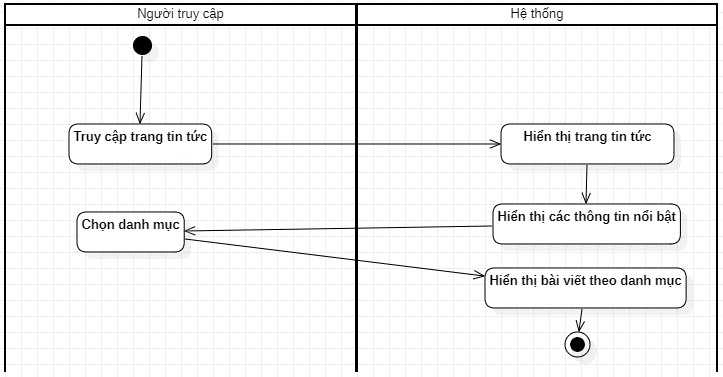 Người truy cập
Hệ thống
Truy cập trang tin tức
Hiển thị trang tin tức
Hiển thị các thông tin nổi bật
Chọn danh mục
Hiển thị bài viết theo danh mục